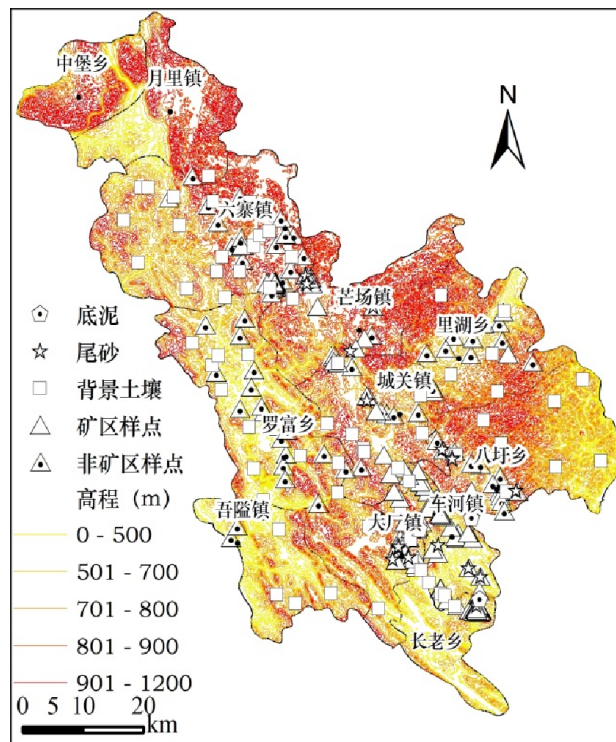 中堡乡
月里镇
N
六寨镇
芒场镇
里湖乡
城关镇
罗富乡
八圩乡
吾隘镇
车河镇
大厂镇
长老乡
底泥
尾砂
背景土壤
矿区样点
非矿区样点
高程（m）
0 - 500
501 - 700
701 - 800
801 - 900
901 - 1200
0 5 10 20
km